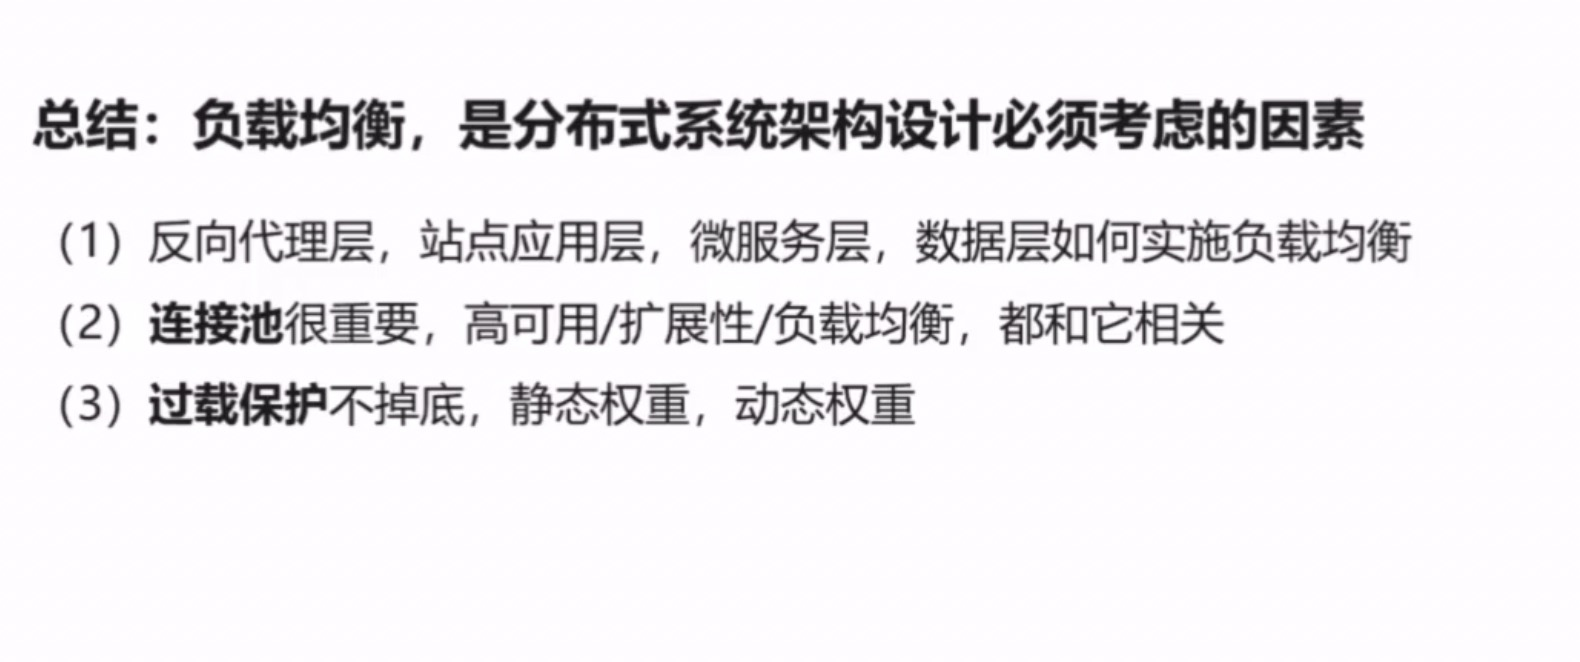 总结：负载均衡，是分布式系统架构设计必须考虑的因素
（1）反向代理层，站点应用层，微服务层，数据层如何实施负载均衡
（2）连接池很重要，高可用/扩展性/负载均衡，都和它相关
（3）过载保护不掉底，静态权重，动态权重